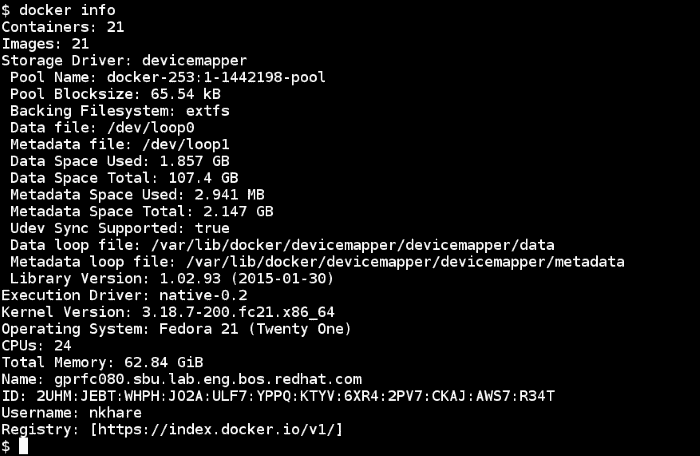 $ docker info
Containers: 21
Images: 21
Storage Driver: devicemapper
 Pool Name: docker-253:1-1442198-pool
 Pool Blocksize: 65.54 kB
 Backing Filesystem: extfs
 Data file: /dev/loop0
 Metadata file: /dev/loop1
 Data Space Used: 1.857 GB
 Data Space Total: 107.4 GB
 Metadata Space Used: 2.941 MB
 Metadata Space Total: 2.147 GB
 Udev Sync Supported: true
 Data loop file: /var/lib/docker/devicemapper/devicemapper/data
 Metadata loop file: /var/lib/docker/devicemapper/devicemapper/metadata
 Library Version: 1.02.93 (2015-01-30)
Execution Driver: native-0.2
Kernel Version: 3.18.7-200.fc21.x86_64
Operating System: Fedora 21 (Twenty One)
CPUs: 24
Total Memory: 62.84 GiB
Name: gprfc080.sbu.lab.eng.bos.redhat.com
ID: 2UHM:JEBT:WHPH:JO2A:ULF7:YPPQ:KTYV:6XR4:2PV7:CKAJ:AWS7:R34T
Username: nkhare
Registry: [https://index.docker.io/v1/]
$